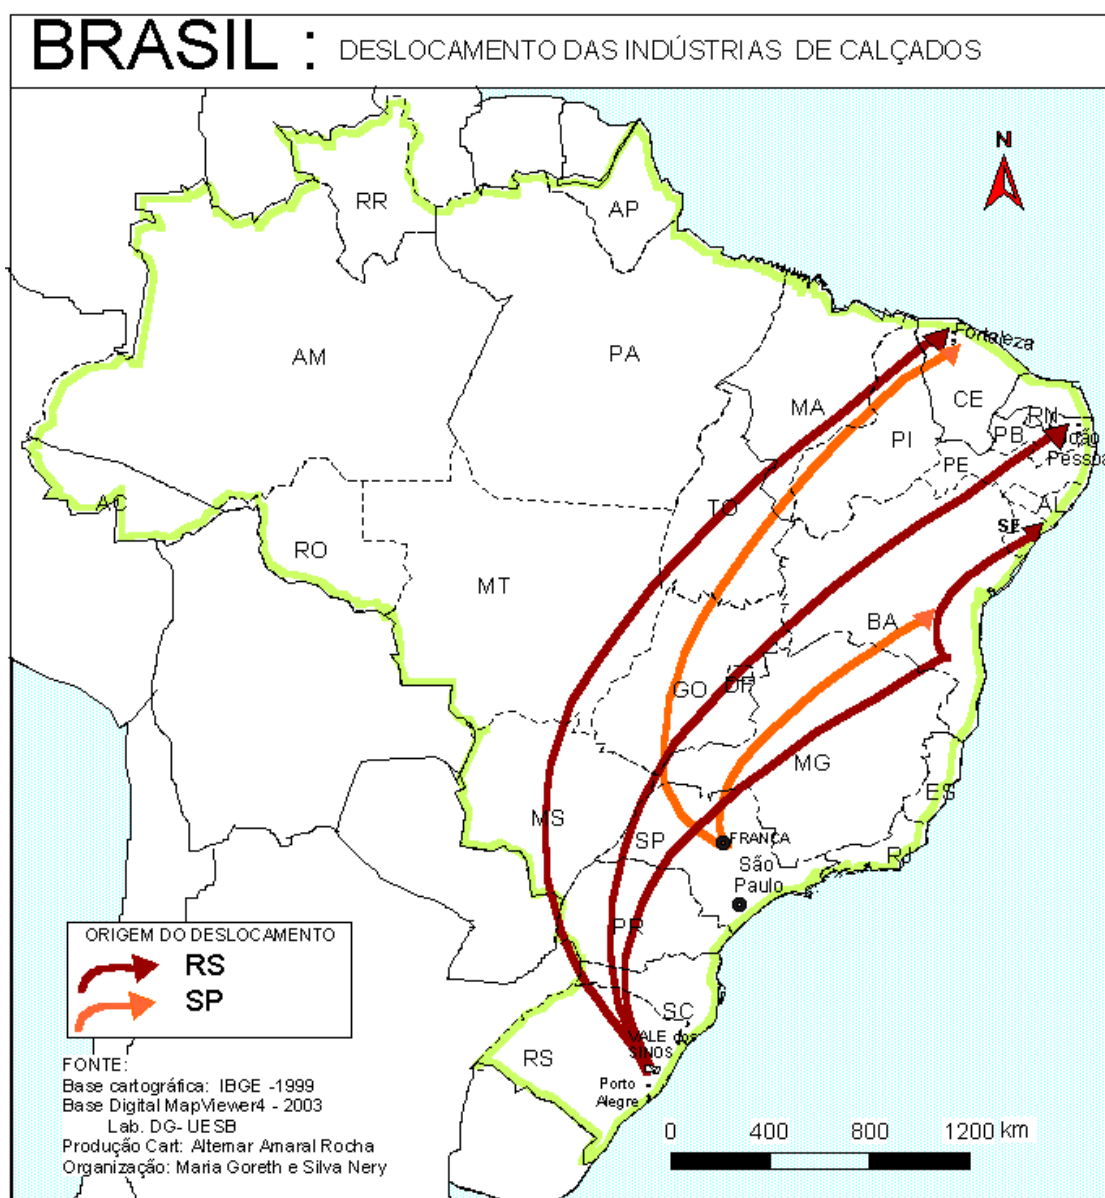 BRASIL : DESLOCAMENTO DAS INDÚSTRIAS DE CALÇADOS
N
RR
AP
AM
PA
Fortaleza
MA
CE
RN
PI
PB
João
Pessoa
PE
AC
TO
AL
SE
RO
MT
BA
GO
DF
MG
ES
MS
SP
FRANCA
RJ
São
Paulo
PR
ORIGEM DO DESLOCAMENTO
RS
SP
SC
VALE dos
SINOS
RS
Porto
Alegre
FONTE:
Base cartográfica: IBGE -1999
Base Digital MapViewer4 - 2003
Lab. DG- UESB
Produção Cart: Altemar Amaral Rocha
Organização: Maria Goreth e Silva Nery
0 400 800 1200 km